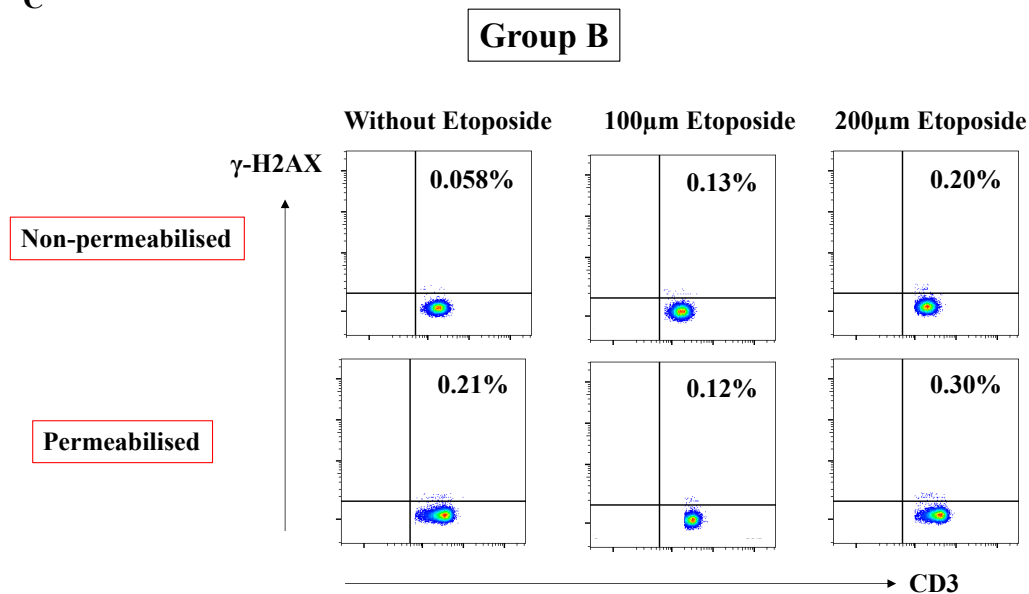 C
Group B
Without Etoposide 100μm Etoposide 200μm Etoposide
γ-H2AX
0.058% 0.13% 0.20%
Non-permeabilised
0.21% 0.12% 0.30%
Permeabilised
CD3